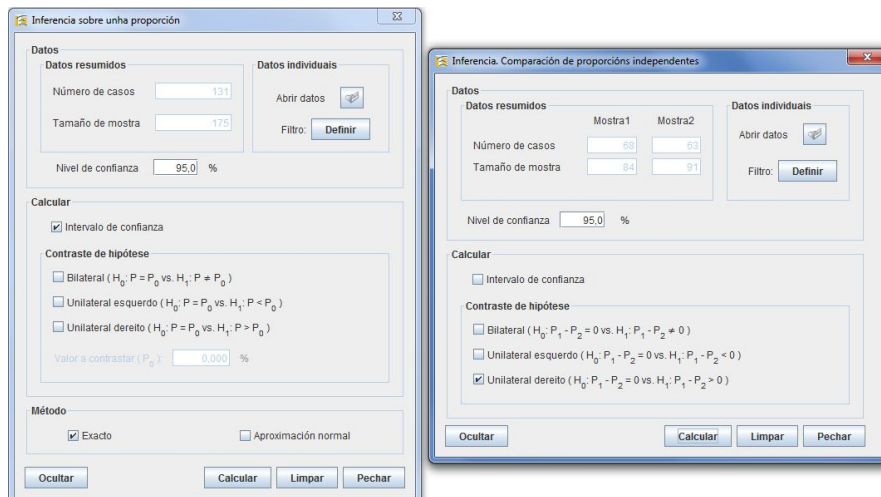 Inferencia sobre unha proporción
Datos
Datos resumidos
Número de casos 131
Tamaño de mostra 175
Datos individuais
Abrir datos
Filtro: Definir
Nivel de confianza 95,0 %
Calcular
Intervalo de confianza
Contraste de hipótese
Bilateral ( H0: P = P0 vs. H1: P ≠ P0 )
Unilateral esquerdo ( H0: P = P0 vs. H1: P < P0 )
Unilateral dereito ( H0: P = P0 vs. H1: P > P0 )
Valor a contrastar ( P0 ): 0,000 %
Método
Exacto Aproximación normal
Ocultar Calcular Limpar Pechar
Inferencia. Comparación de proporcións independentes
Datos
Datos resumidos
Mostra1 Mostra2
Número de casos 68 63
Tamaño de mostra 84 91
Datos individuais
Abrir datos
Filtro: Definir
Nivel de confianza 95,0 %
Calcular
Intervalo de confianza
Contraste de hipótese
Bilateral ( H0: P1 - P2 = 0 vs. H1: P1 - P2 ≠ 0 )
Unilateral esquerdo ( H0: P1 - P2 = 0 vs. H1: P1 - P2 < 0 )
Unilateral dereito ( H0: P1 - P2 = 0 vs. H1: P1 - P2 > 0 )
Ocultar Calcular Limpar Pechar